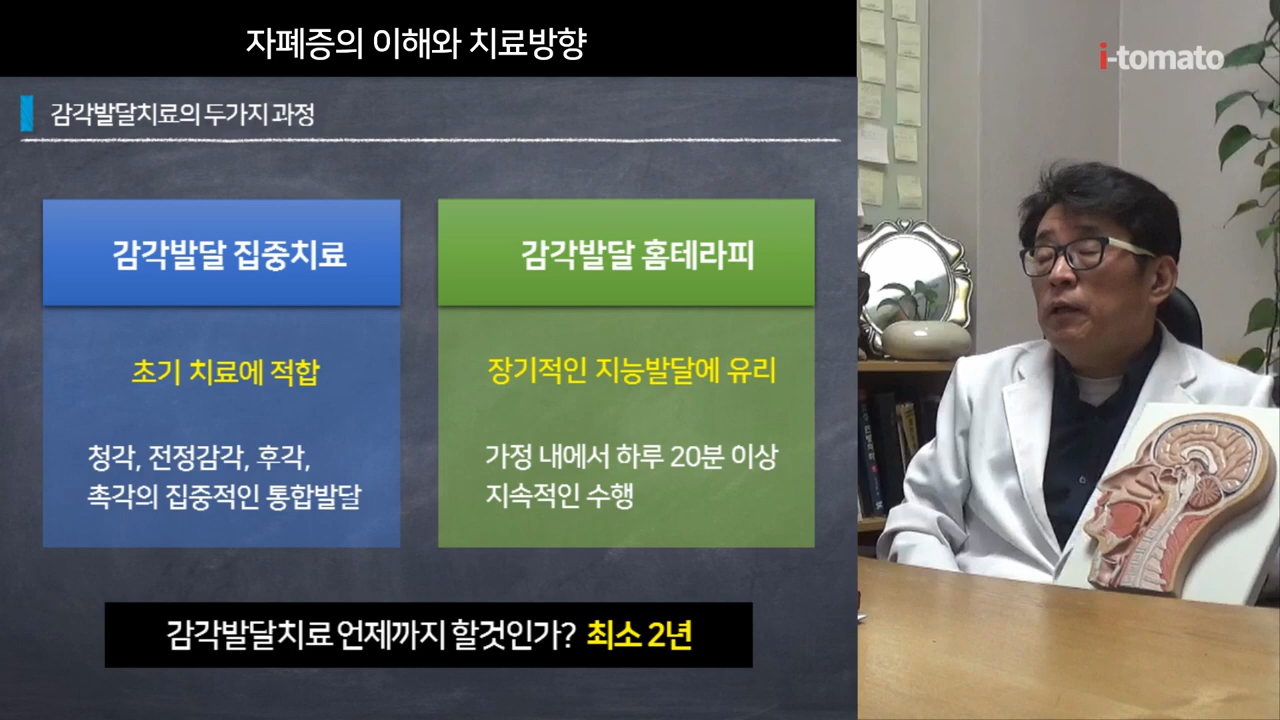 자폐증의 이해와 치료방향
i-tomato
감각발달치료의 두가지 과정
감각발달 집중치료
초기 치료에 적합
청각, 전정감각, 후각,
촉각의 집중적인 통합발달
감각발달 홈테라피
장기적인 지능발달에 유리
가정 내에서 하루 20분 이상
지속적인 수행
감각발달치료 언제까지 할것인가? 최소 2년